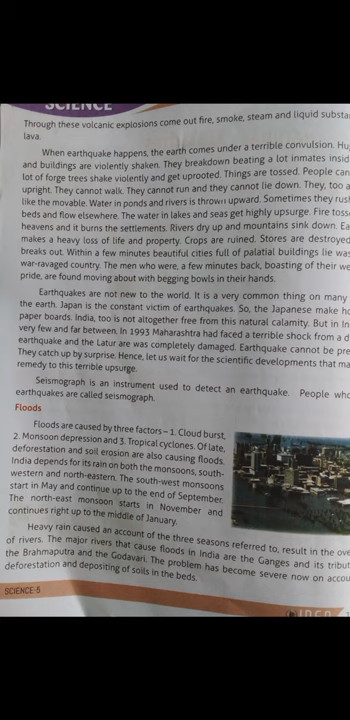 SCIENCE
Through these volcanic explosions come out fire, smoke, steam and liquid
lava.
When earthquake happens, the earth comes under a terrible convulsion.
and buildings are violently shaken. They breakdown beating a lot inmates
lot of forge trees shake violently and get uprooted. Things are tossed. People can
upright. They cannot walk. They cannot run and they cannot lie down. They, too
like the movable. Water in ponds and rivers is thrown upward. Sometimes they
beds and flow elsewhere. The water in lakes and seas get highly upsurge. Fire
heavens and it burns the settlements. Rivers dry up and mountains sink down.
makes a heavy loss of life and property. Crops are ruined. Stores are destroyed
breaks out. Within a few minutes beautiful cities full of palatial buildings lie
war-ravaged country. The men who were, a few minutes back, boasting of their
pride, are found moving about with begging bowls in their hands.
Earthquakes are not new to the world. It is a very common thing on many
the earth. Japan is the constant victim of earthquakes. So, the Japanese make
paper boards. India, too is not altogether free from this natural calamity. But in
very few and far between. In 1993 Maharashtra had faced a terrible shock from a
earthquake and the Latur are was completely damaged. Earthquake cannot be
They catch up by surprise. Hence, let us wait for the scientific developments that
remedy to this terrible upsurge.
Seismograph is an instrument used to detect an earthquake. People
earthquakes are called seismograph.
Floods
Floods are caused by three factors – 1. Cloud burst,
2. Monsoon depression and 3. Tropical cyclones. Of late,
deforestation and soil erosion are also causing floods.
India depends for its rain on both the monsoons, south-
western and north-eastern. The south-west monsoons
start in May and continue up to the end of September.
The north-east monsoon starts in November and
continues right up to the middle of January.
Heavy rain caused an account of the three seasons referred to, result in the
of rivers. The major rivers that cause floods in India are the Ganges and its
the Brahmaputra and the Godavari. The problem has become severe now on
deforestation and depositing of soils in the beds.
SCIENCE-5